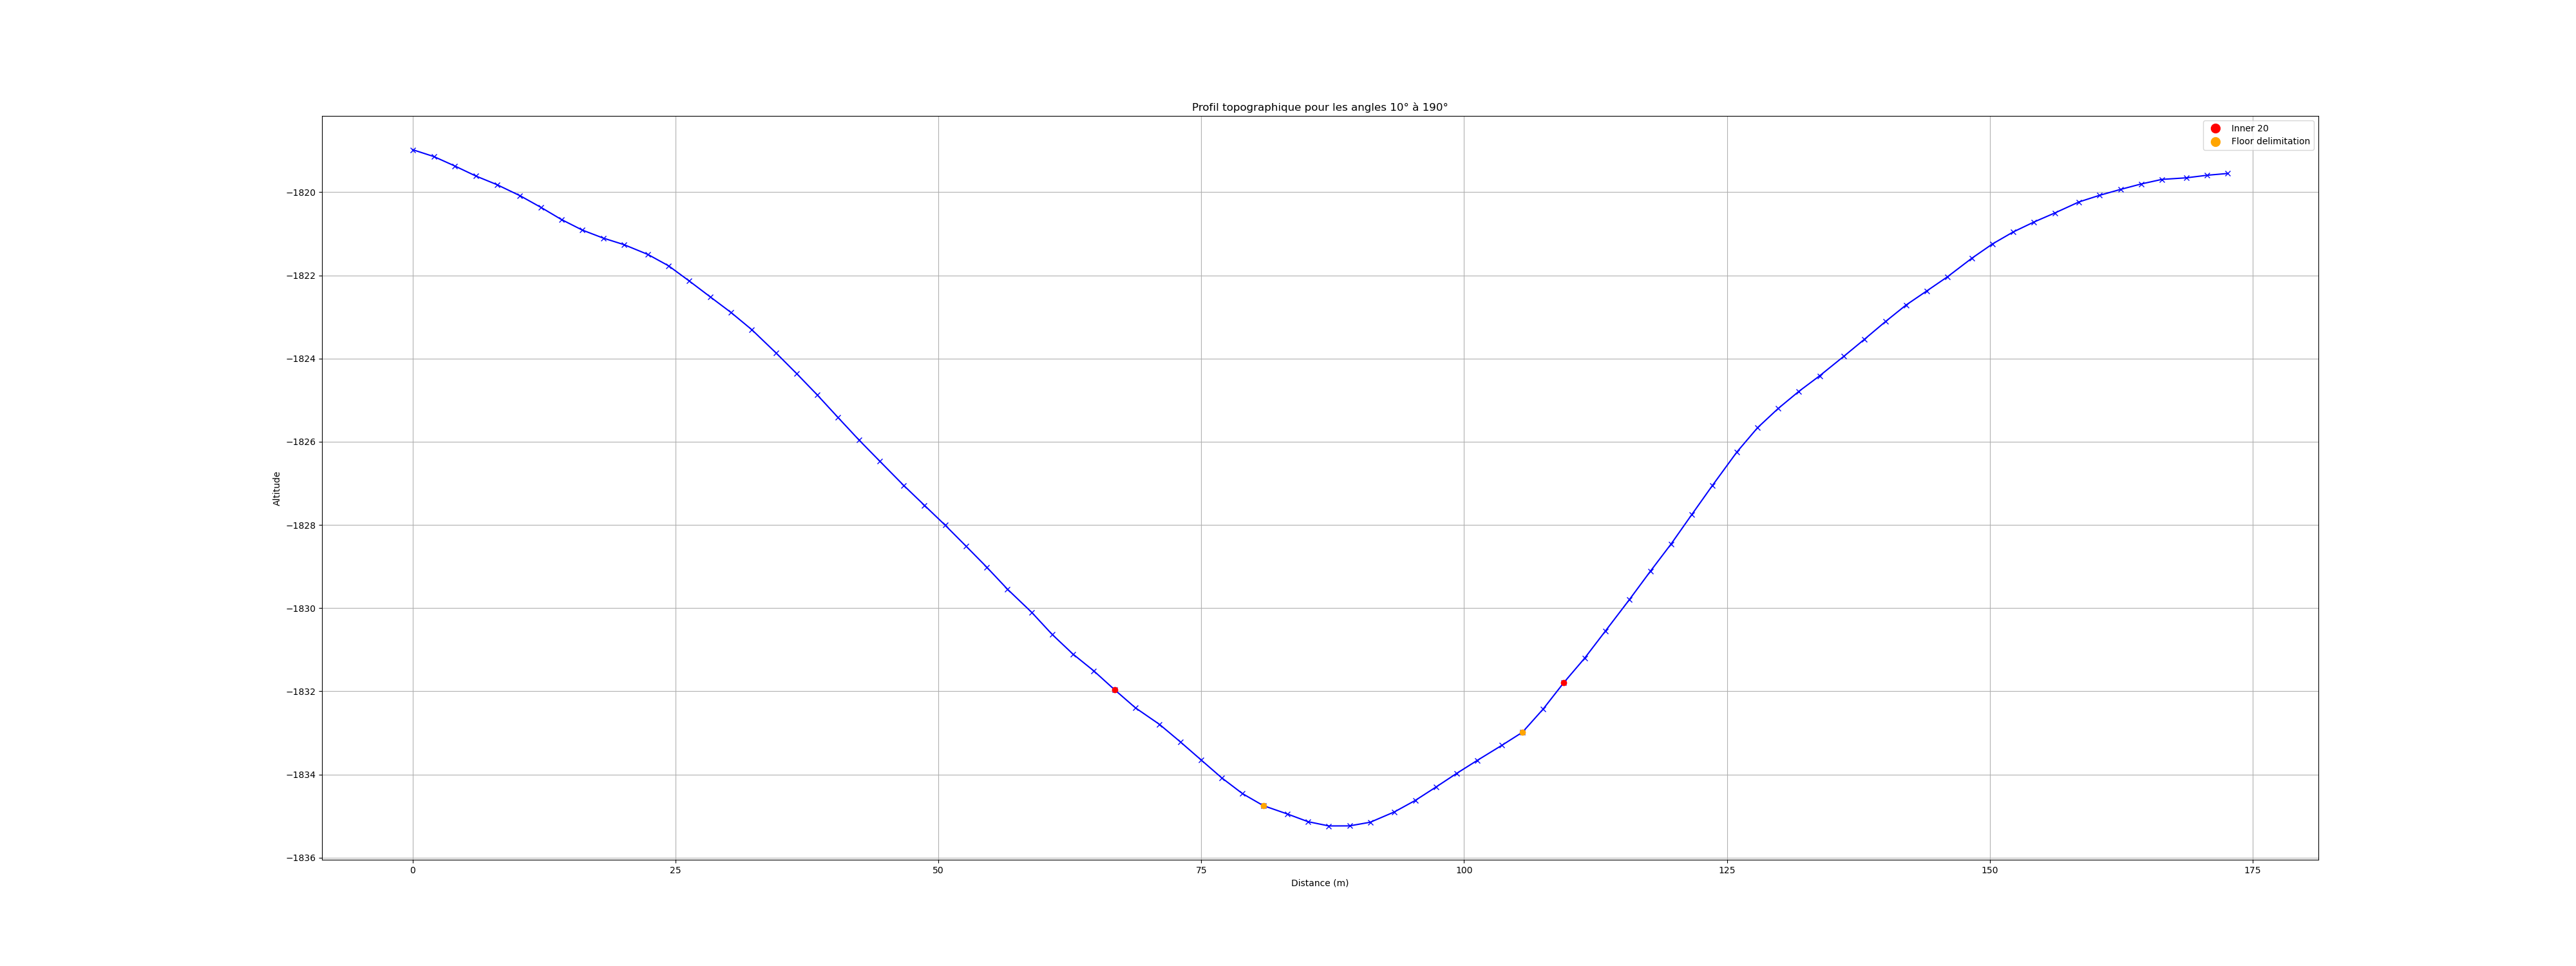 Profil topographique pour les angles 10° à 190°
Inner 20
Floor delimitation
−1820
−1822
−1824
−1826
−1828
−1830
−1832
−1834
−1836
Altitude
0 25 50 75 100 125 150 175
Distance (m)